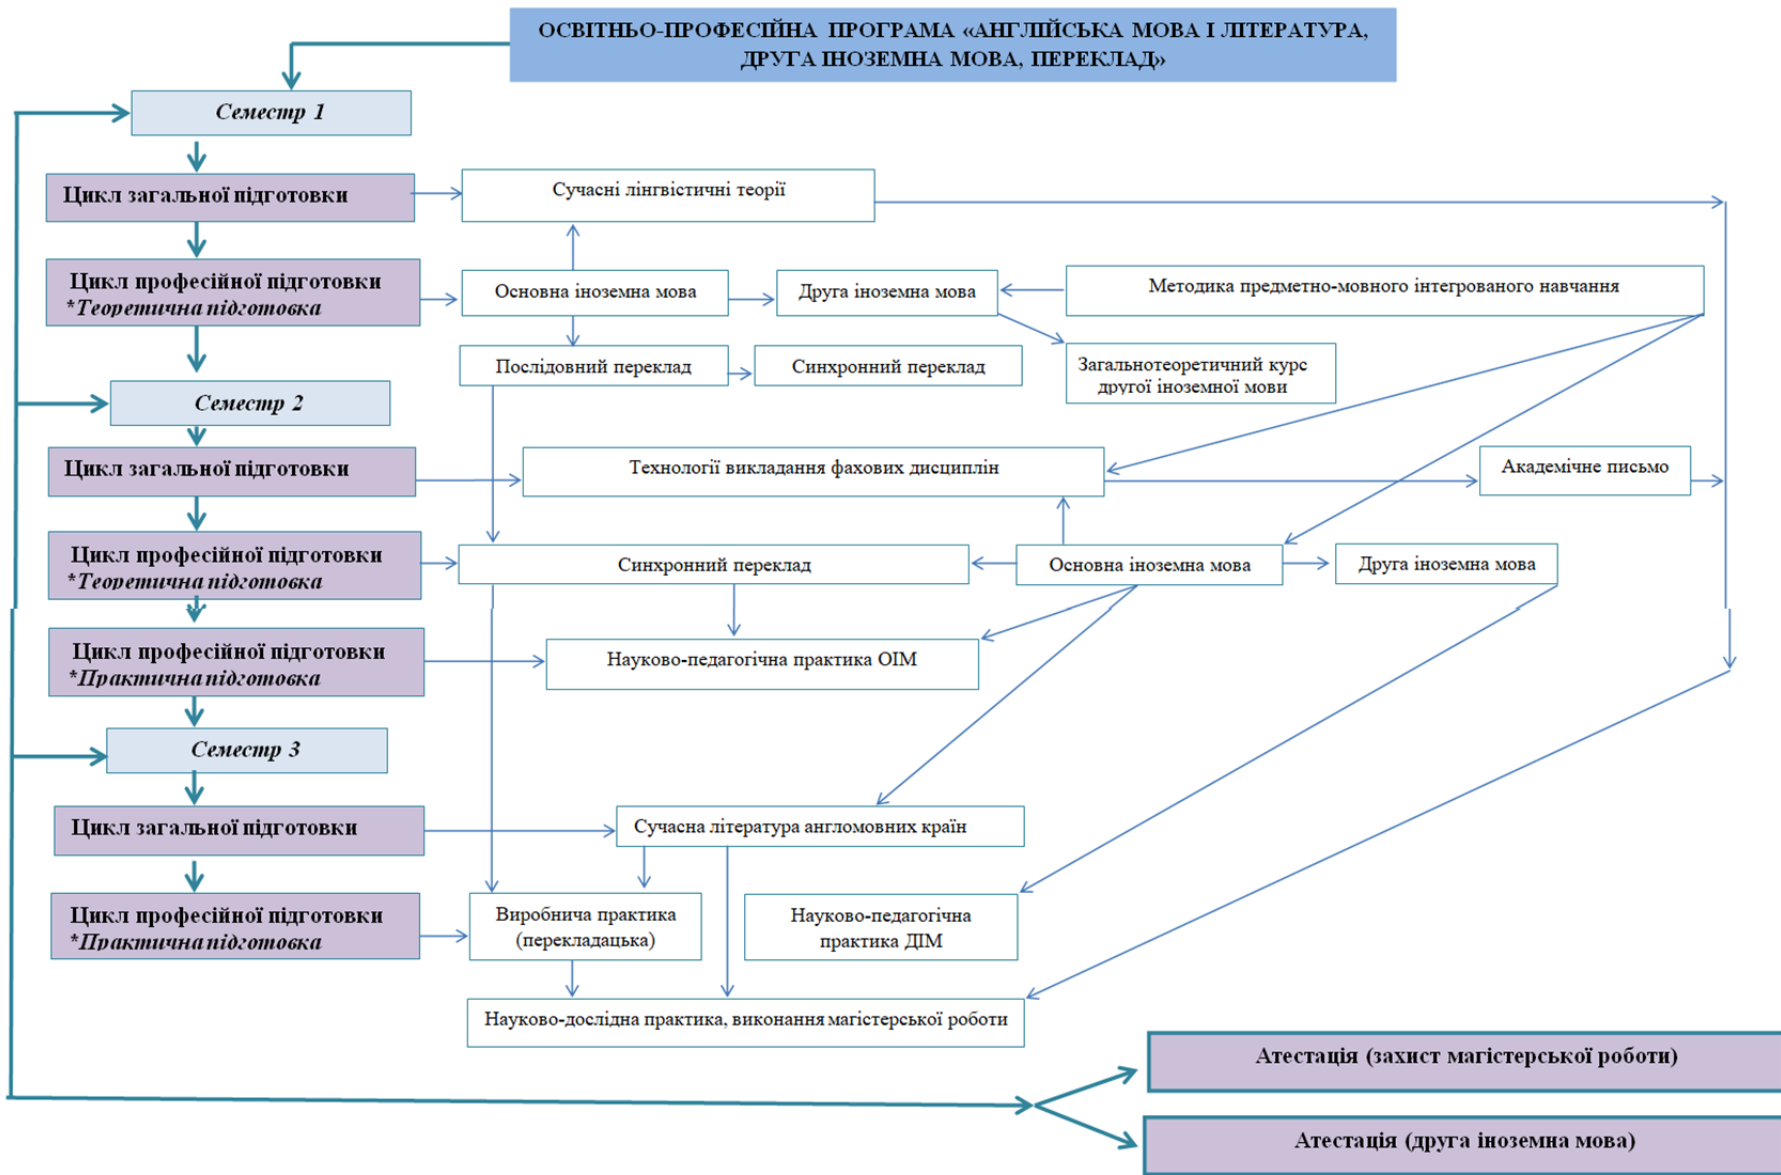 ОСВІТНЬО-ПРОФЕСІЙНА ПРОГРАМА «АНГЛІЙСЬКА МОВА І ЛІТЕРАТУРА,
ДРУГА ІНОЗЕМНА МОВА, ПЕРЕКЛАД»
Семестр 1
Цикл загальної підготовки
Сучасні лінгвістичні теорії
Цикл професійної підготовки
*Теоретична підготовка
Основна іноземна мова
Друга іноземна мова
Методика предметно-мовного інтегрованого навчання
Послідовний переклад
Синхронний переклад
Загальнотеоретичний курс
другої іноземної мови
Семестр 2
Цикл загальної підготовки
Технології викладання фахових дисциплін
Академічне письмо
Цикл професійної підготовки
*Теоретична підготовка
Синхронний переклад
Основна іноземна мова
Друга іноземна мова
Цикл професійної підготовки
*Практична підготовка
Науково-педагогічна практика ОІМ
Семестр 3
Цикл загальної підготовки
Сучасна література англомовних країн
Цикл професійної підготовки
*Практична підготовка
Виробнича практика
(перекладацька)
Науково-педагогічна
практика ДІМ
Науково-дослідна практика, виконання магістерської роботи
Атестація (захист магістерської роботи)
Атестація (друга іноземна мова)